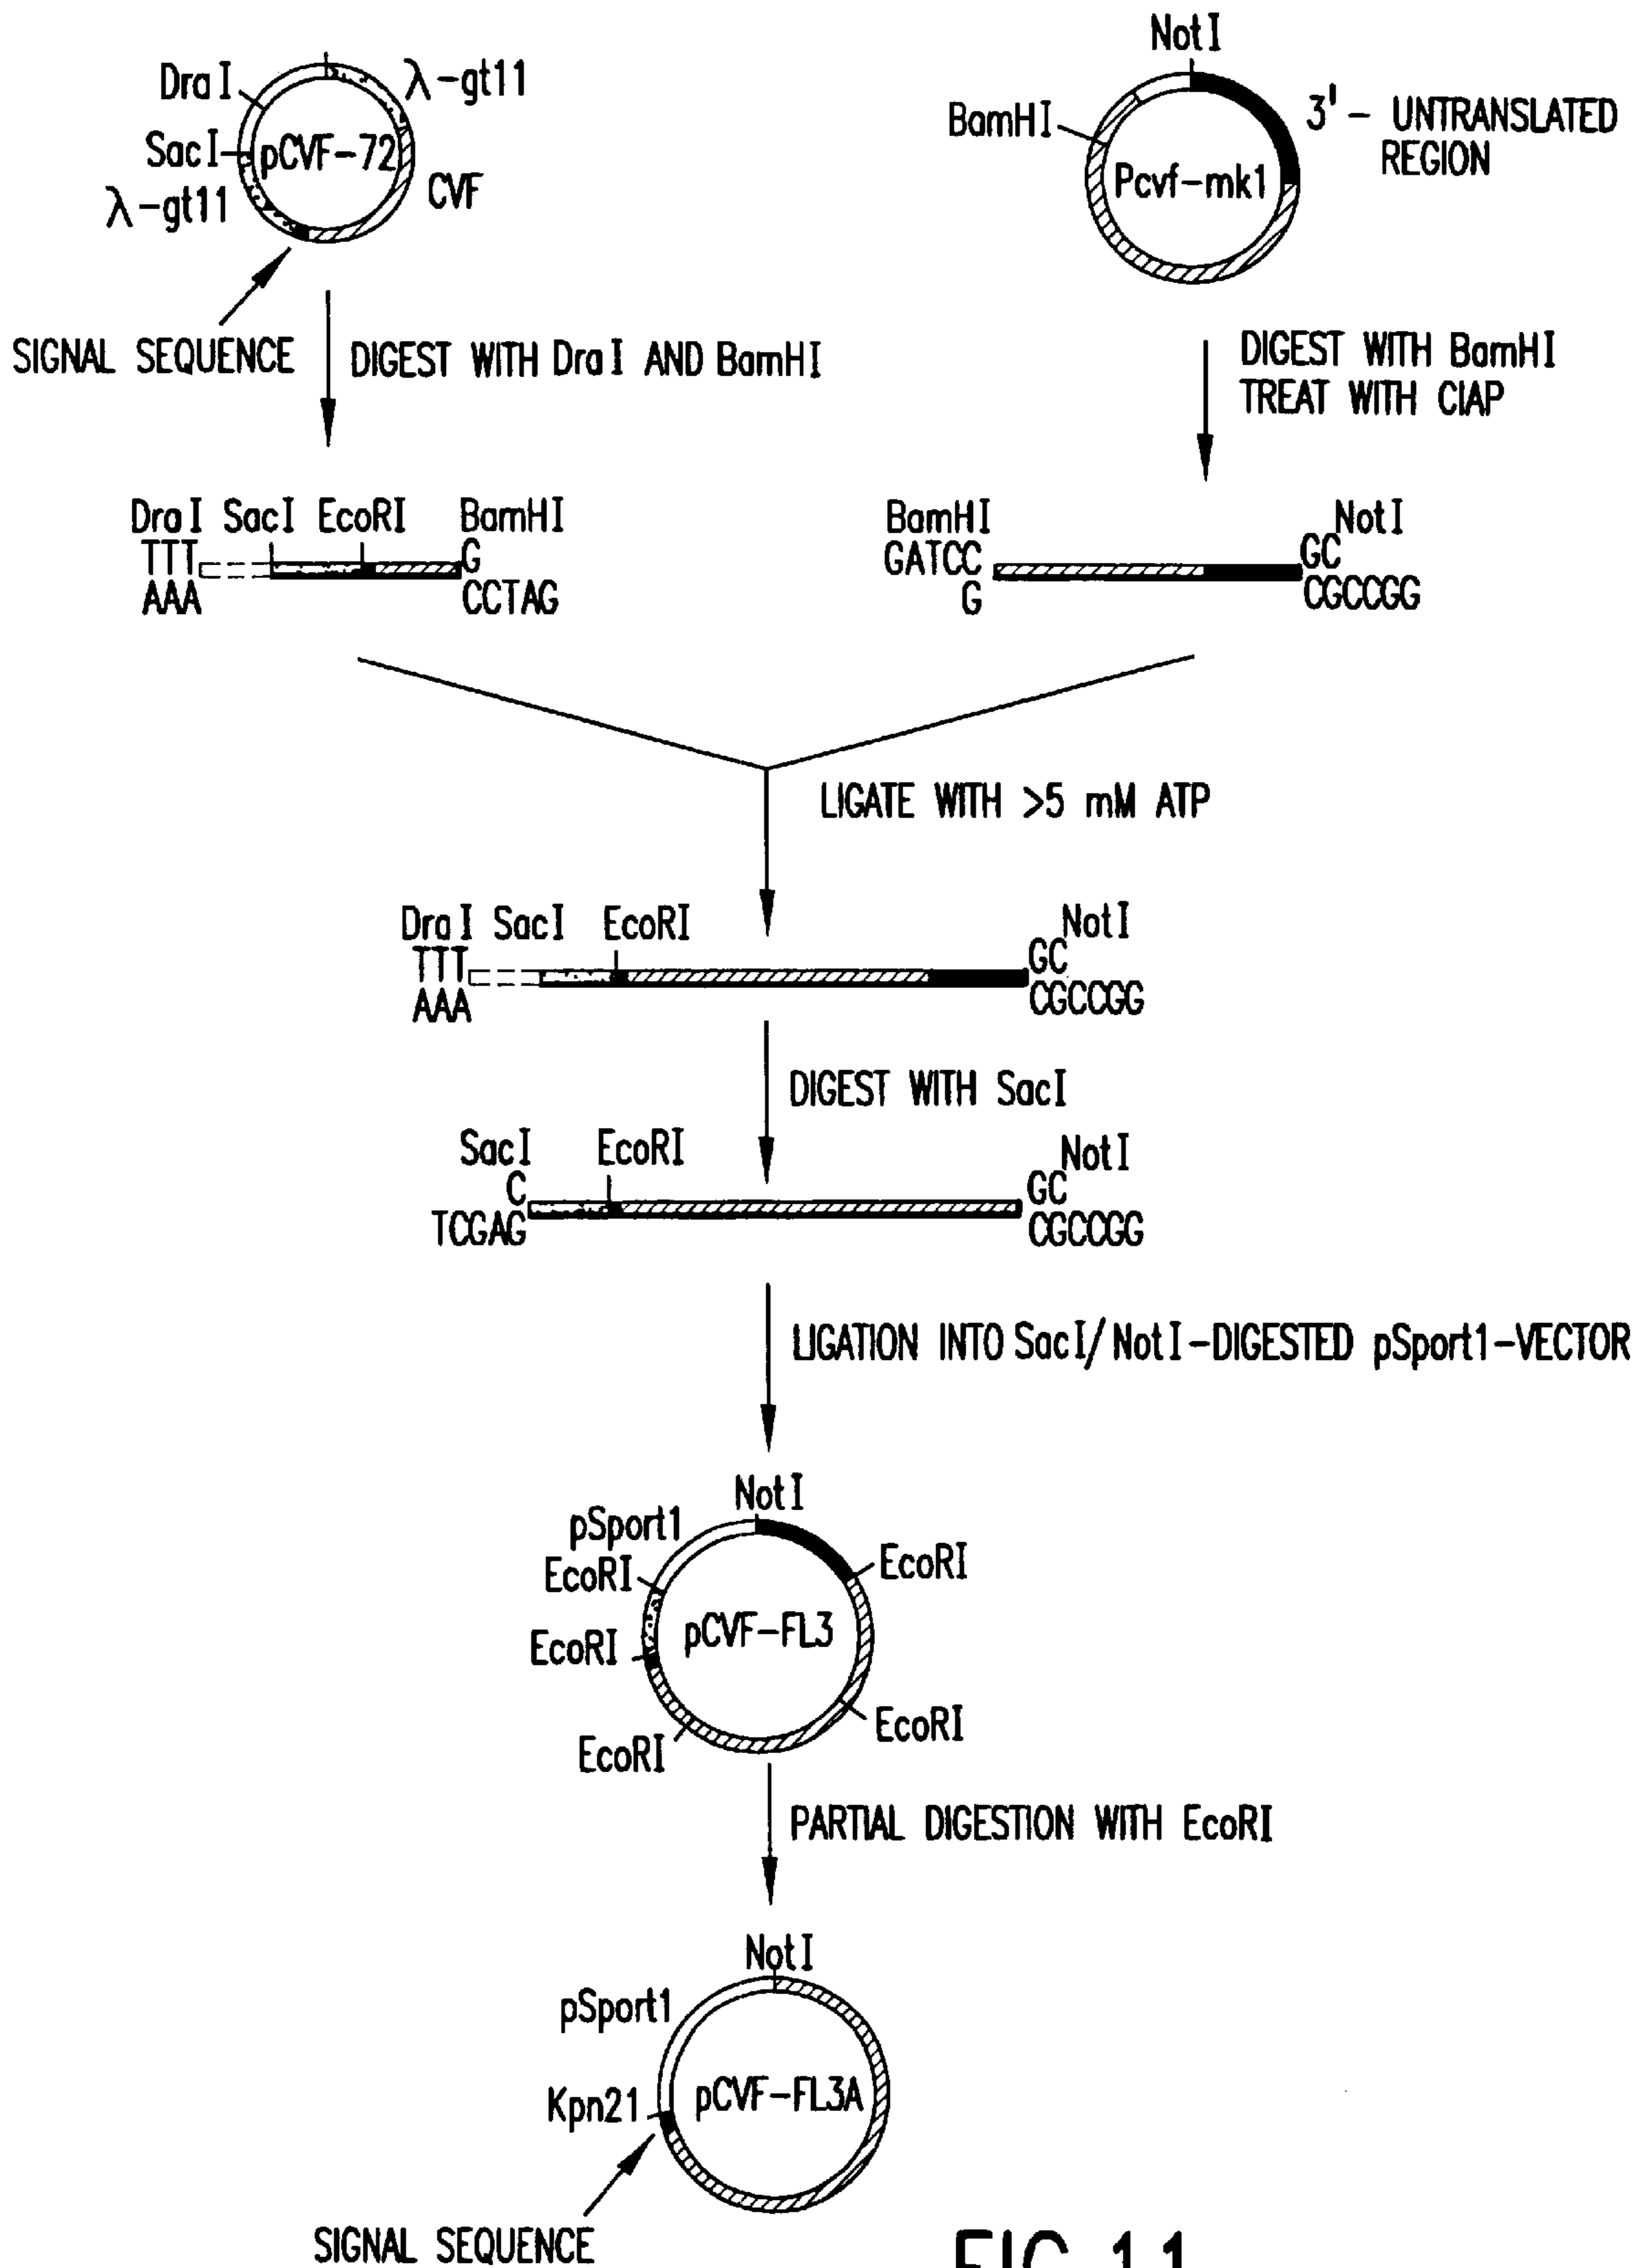 NotI
DraI
λ-gt11
SacI
pCVF-72
λ-gt11
CVF
BamHI
3' - UNTRANSLATED
REGION
Pcvf-mk1
SIGNAL SEQUENCE
DIGEST WITH DraI AND BamHI
DIGEST WITH BamHI
TREAT WITH CIAP
DraI SacI EcoRI BamHI
TTT G
AAA CCTAG
BamHI NotI
GATCC GC
G CGCCGG
LIGATE WITH >5 mM ATP
DraI SacI EcoRI NotI
TTT GC
AAA CGCCGG
DIGEST WITH SacI
SacI EcoRI NotI
C GC
TCGAG CGCCGG
LIGATION INTO SacI/NotI-DIGESTED pSport1-VECTOR
NotI
pSport1
EcoRI
EcoRI
pCVF-FL3
EcoRI
EcoRI
EcoRI
PARTIAL DIGESTION WITH EcoRI
NotI
pSport1
pCVF-FL3A
Kpn21
SIGNAL SEQUENCE
FIG. 11